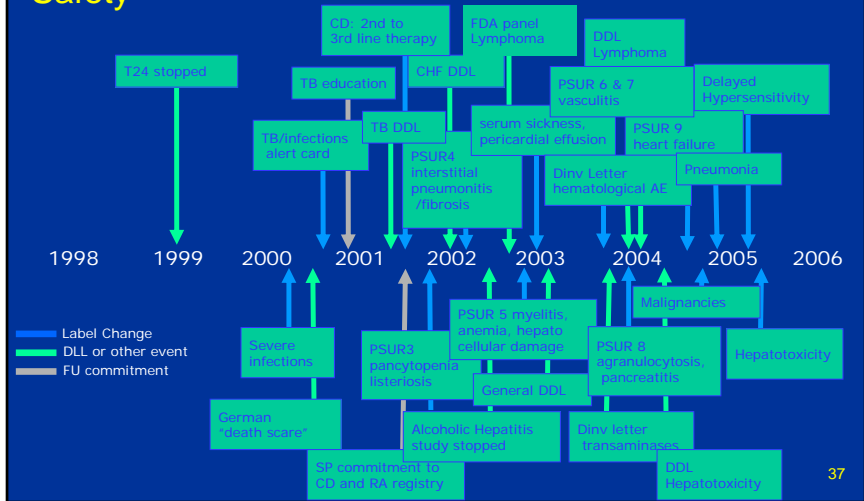 Safety
CD: 2nd to
3rd line therapy
FDA panel
Lymphoma
DDL
Lymphoma
T24 stopped
TB education
CHF DDL
PSUR 6 & 7
vasculitis
Delayed
Hypersensitivity
TB/infections
alert card
TB DDL
PSUR4
interstitial
pneumonitis
/fibrosis
serum sickness,
pericardial effusion
PSUR 9
heart failure
Dinv Letter
hematological AE
Pneumonia
1998 1999 2000 2001 2002 2003 2004 2005 2006
Label Change
DLL or other event
FU commitment
Severe
infections
PSUR3
pancytopenia
listeriosis
PSUR 5 myelitis,
anemia, hepato
cellular damage
General DDL
PSUR 8
agranulocytosis,
pancreatitis
Malignancies
Hepatotoxicity
German
"death scare"
SP commitment to
CD and RA registry
Alcoholic Hepatitis
study stopped
Dinv letter
transaminases
DDL
Hepatotoxicity
37